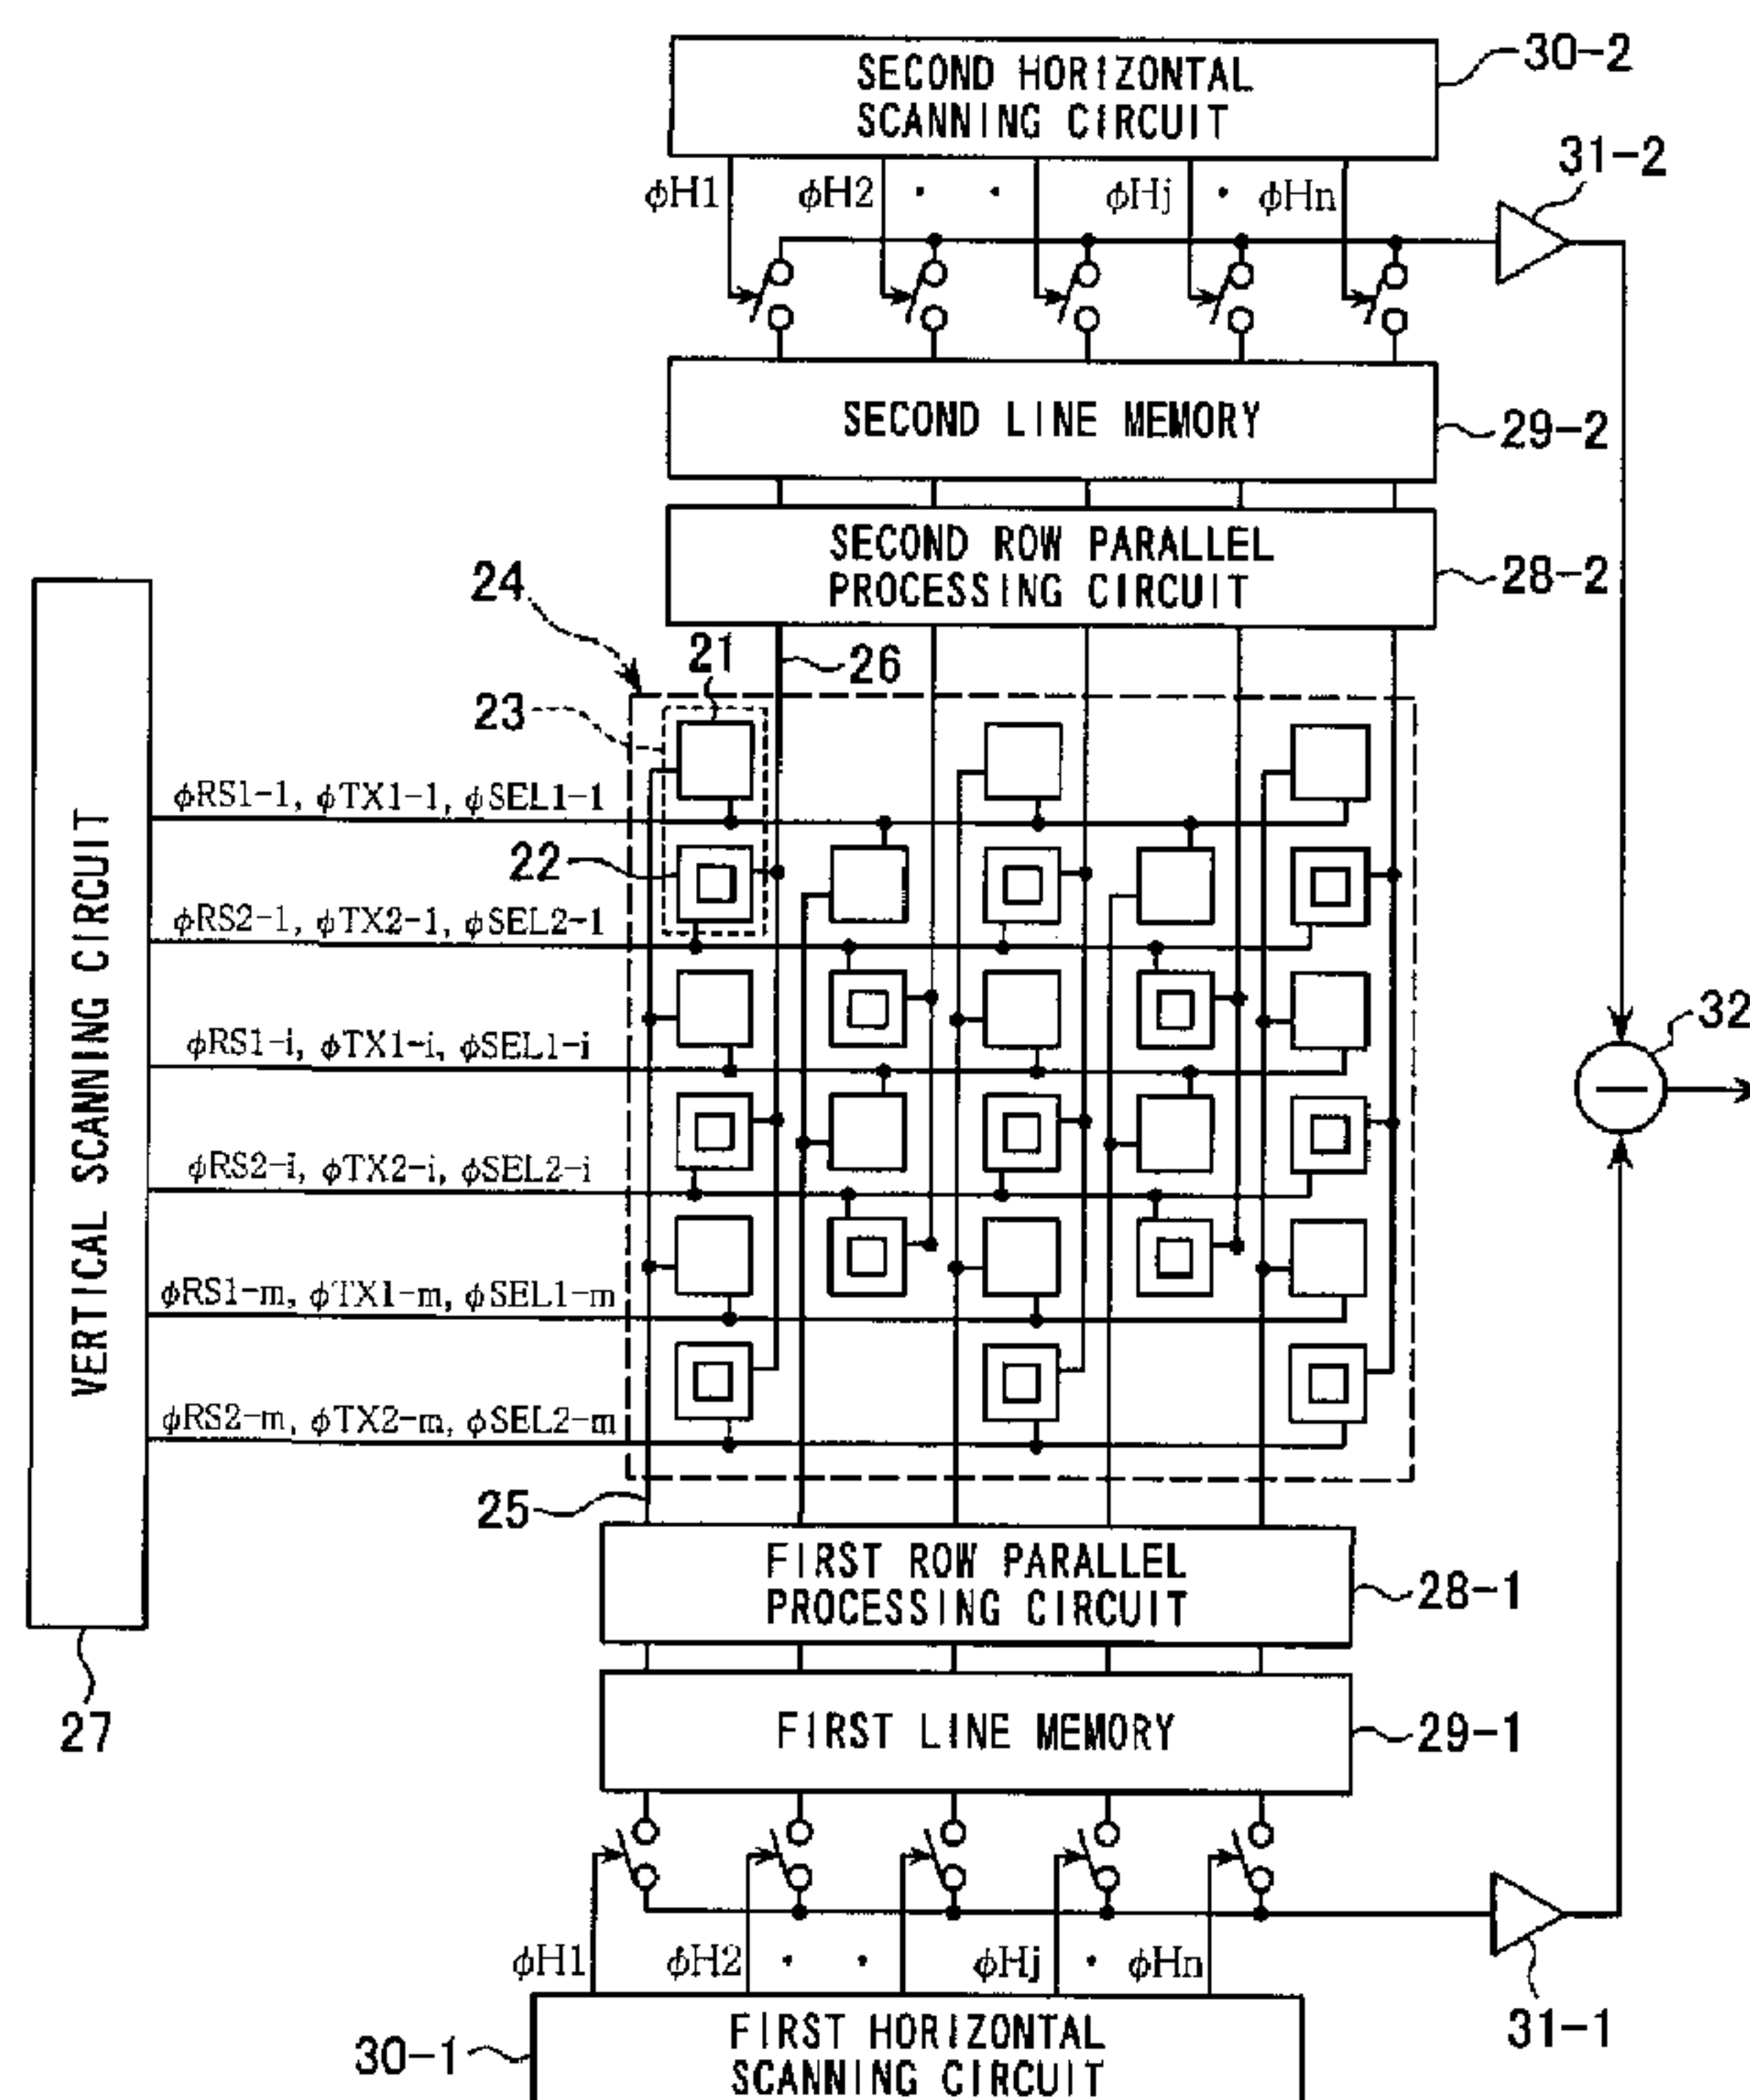 SECOND HORIZONTAL
SCANNING CIRCUIT
30-2
31-2
φH1 φH2 · · φHj · φHn
SECOND LINE MEMORY
29-2
SECOND ROW PARALLEL
PROCESSING CIRCUIT
28-2
24
21
26
23
φRS1-1, φTX1-1, φSEL1-1
22
φRS2-1, φTX2-1, φSEL2-1
VERTICAL SCANNING CIRCUIT
32
φRS1-i, φTX1-i, φSEL1-i
φRS2-i, φTX2-i, φSEL2-i
φRS1-m, φTX1-m, φSEL1-m
φRS2-m, φTX2-m, φSEL2-m
25
FIRST ROW PARALLEL
PROCESSING CIRCUIT
28-1
27
FIRST LINE MEMORY
29-1
φH1 φH2 · · φHj · φHn
31-1
30-1
FIRST HORIZONTAL
SCANNING CIRCUIT